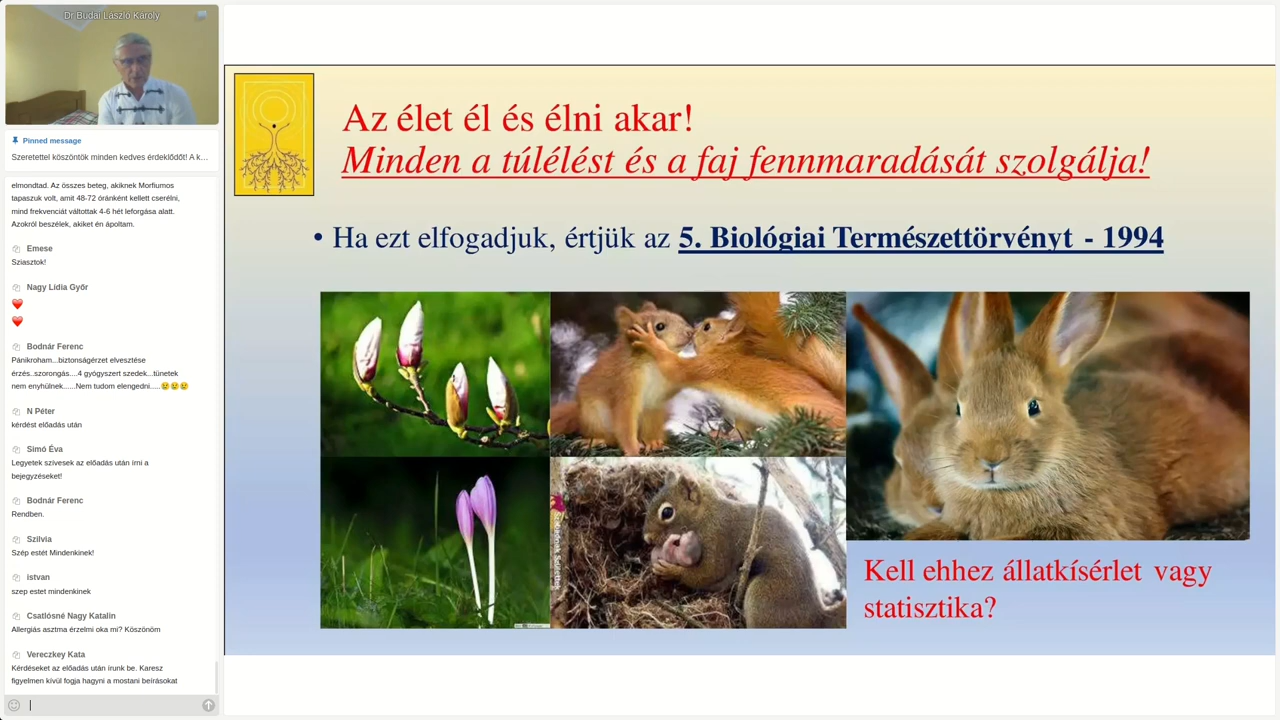 Dr Budai László Károly
Pinned message
Szeretettel köszöntök minden kedves érdeklődőt! A k...
elmondtad. Az összes beteg, akiknek Morfiumos
tapaszuk volt, amit 48-72 óránként kellett cserélni,
mind frekvenciát váltottak 4-6 hét leforgása alatt.
Azokról beszélek, akiket én ápoltam.
Emese
Sziasztok!
Nagy Lídia Győr
Bodnár Ferenc
Pánikroham...biztonságérzet elvesztése
érzés..szorongás....4 gyógyszert szedek...tünetek
nem enyhülnek......Nem tudom elengedni.....😢😢😢
N Péter
kérdést előadás után
Simó Éva
Legyetek szívesek az előadás után írni a
bejegyzéseket!
Bodnár Ferenc
Rendben.
Szilvia
Szép estét Mindenkinek!
istvan
szep estet mindenkinek
Csatlósné Nagy Katalin
Allergiás asztma érzelmi oka mi? Köszönöm
Vereczkey Kata
Kérdéseket az előadás után írunk be. Karesz
figyelmen kívül fogja hagyni a mostani beírásokat
Az élet él és élni akar!
Minden a túlélést és a faj fennmaradását szolgálja!
• Ha ezt elfogadjuk, értjük az 5. Biológiai Természettörvényt - 1994
Kell ehhez állatkísérlet vagy
statisztika?